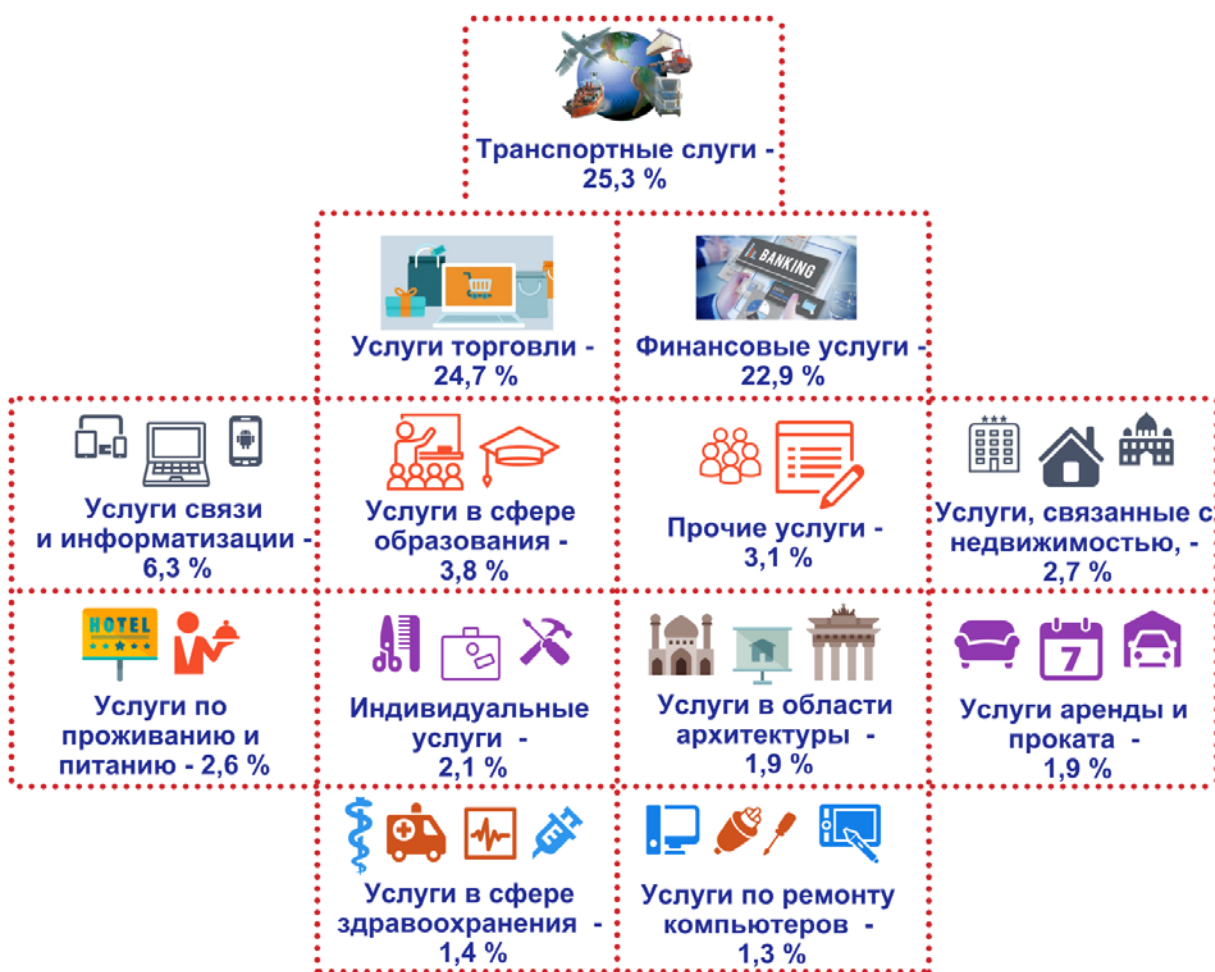 Транспортные слуги -
25,3 %
BANKING
Услуги торговли -
24,7 %
Финансовые услуги -
22,9 %
Услуги связи
и информатизации -
6,3 %
Услуги в сфере
образования -
3,8 %
Прочие услуги -
3,1 %
Услуги, связанные с
недвижимостью, -
2,7 %
HOTEL
Услуги по
проживанию и
питанию - 2,6 %
Индивидуальные
услуги -
2,1 %
Услуги в области
архитектуры -
1,9 %
7
Услуги аренды и
проката -
1,9 %
Услуги в сфере
здравоохранения -
1,4 %
Услуги по ремонту
компьютеров -
1,3 %